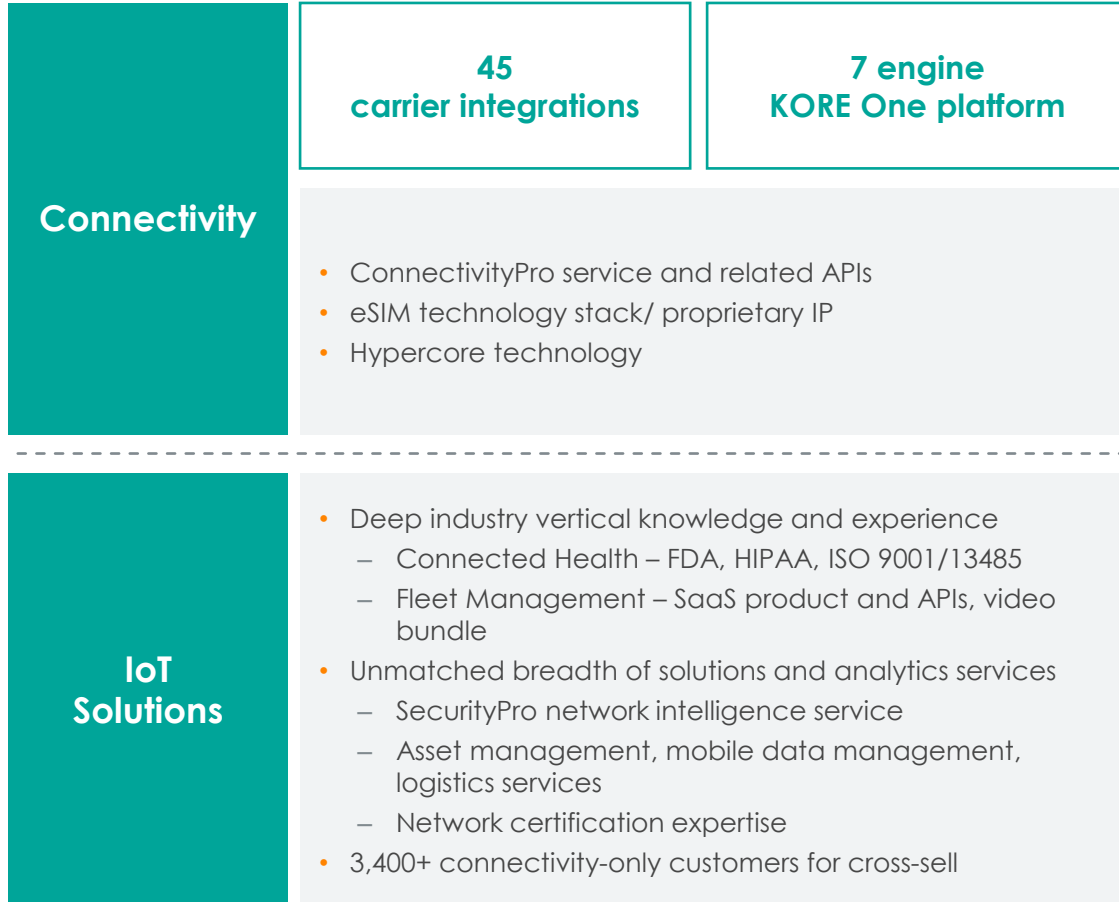 45
carrier integrations
7 engine
KORE One platform
Connectivity
• ConnectivityPro service and related APIs
• eSIM technology stack/ proprietary IP
• Hypercore technology
IoT
Solutions
• Deep industry vertical knowledge and experience
– Connected Health – FDA, HIPAA, ISO 9001/13485
– Fleet Management – SaaS product and APIs, video
bundle
• Unmatched breadth of solutions and analytics services
– SecurityPro network intelligence service
– Asset management, mobile data management,
logistics services
– Network certification expertise
• 3,400+ connectivity-only customers for cross-sell